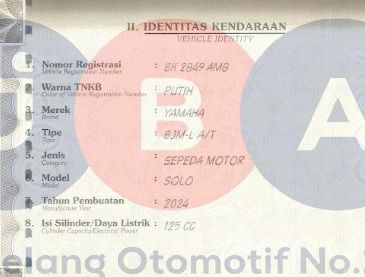 II. IDENTITAS KENDARAAN
VEHICLE IDENTITY
1. Nomor Registrasi : BK 2849 AMG
Vehicle Registration Number
2. Warna TNKB : PUTIH
Color of Vehicle Registration Number
3. Merek : YAMAHA
Brand
4. Tipe : BJM-L A/T
Type
5. Jenis : SEPEDA MOTOR
Category
6. Model : SOLO
Model
7. Tahun Pembuatan : 2024
Manufacture Year
8. Isi Silinder/Daya Listrik : 125 CC
Cylinder Capacity/Electrical Power
B A
elang Otomotif No.